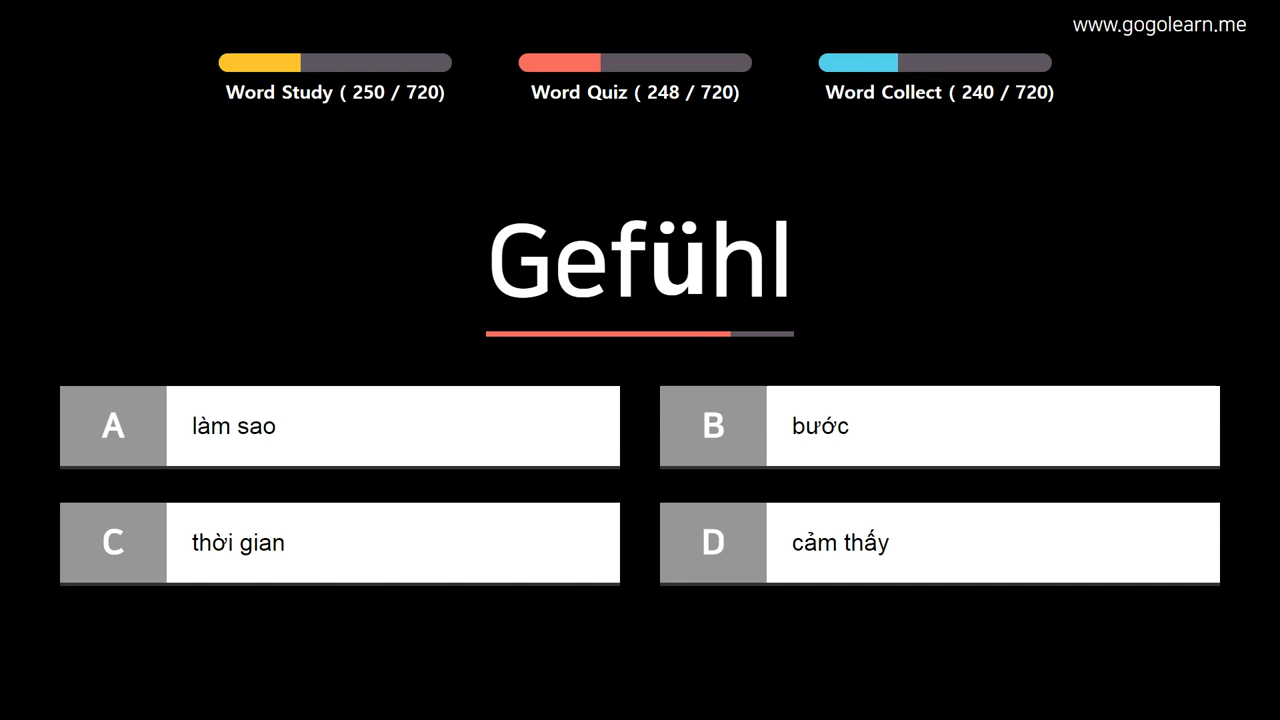 www.gogolearn.me
Word Study ( 250 / 720)
Word Quiz ( 248 / 720)
Word Collect ( 240 / 720)
Gefühl
A làm sao
B bước
C thời gian
D cảm thấy